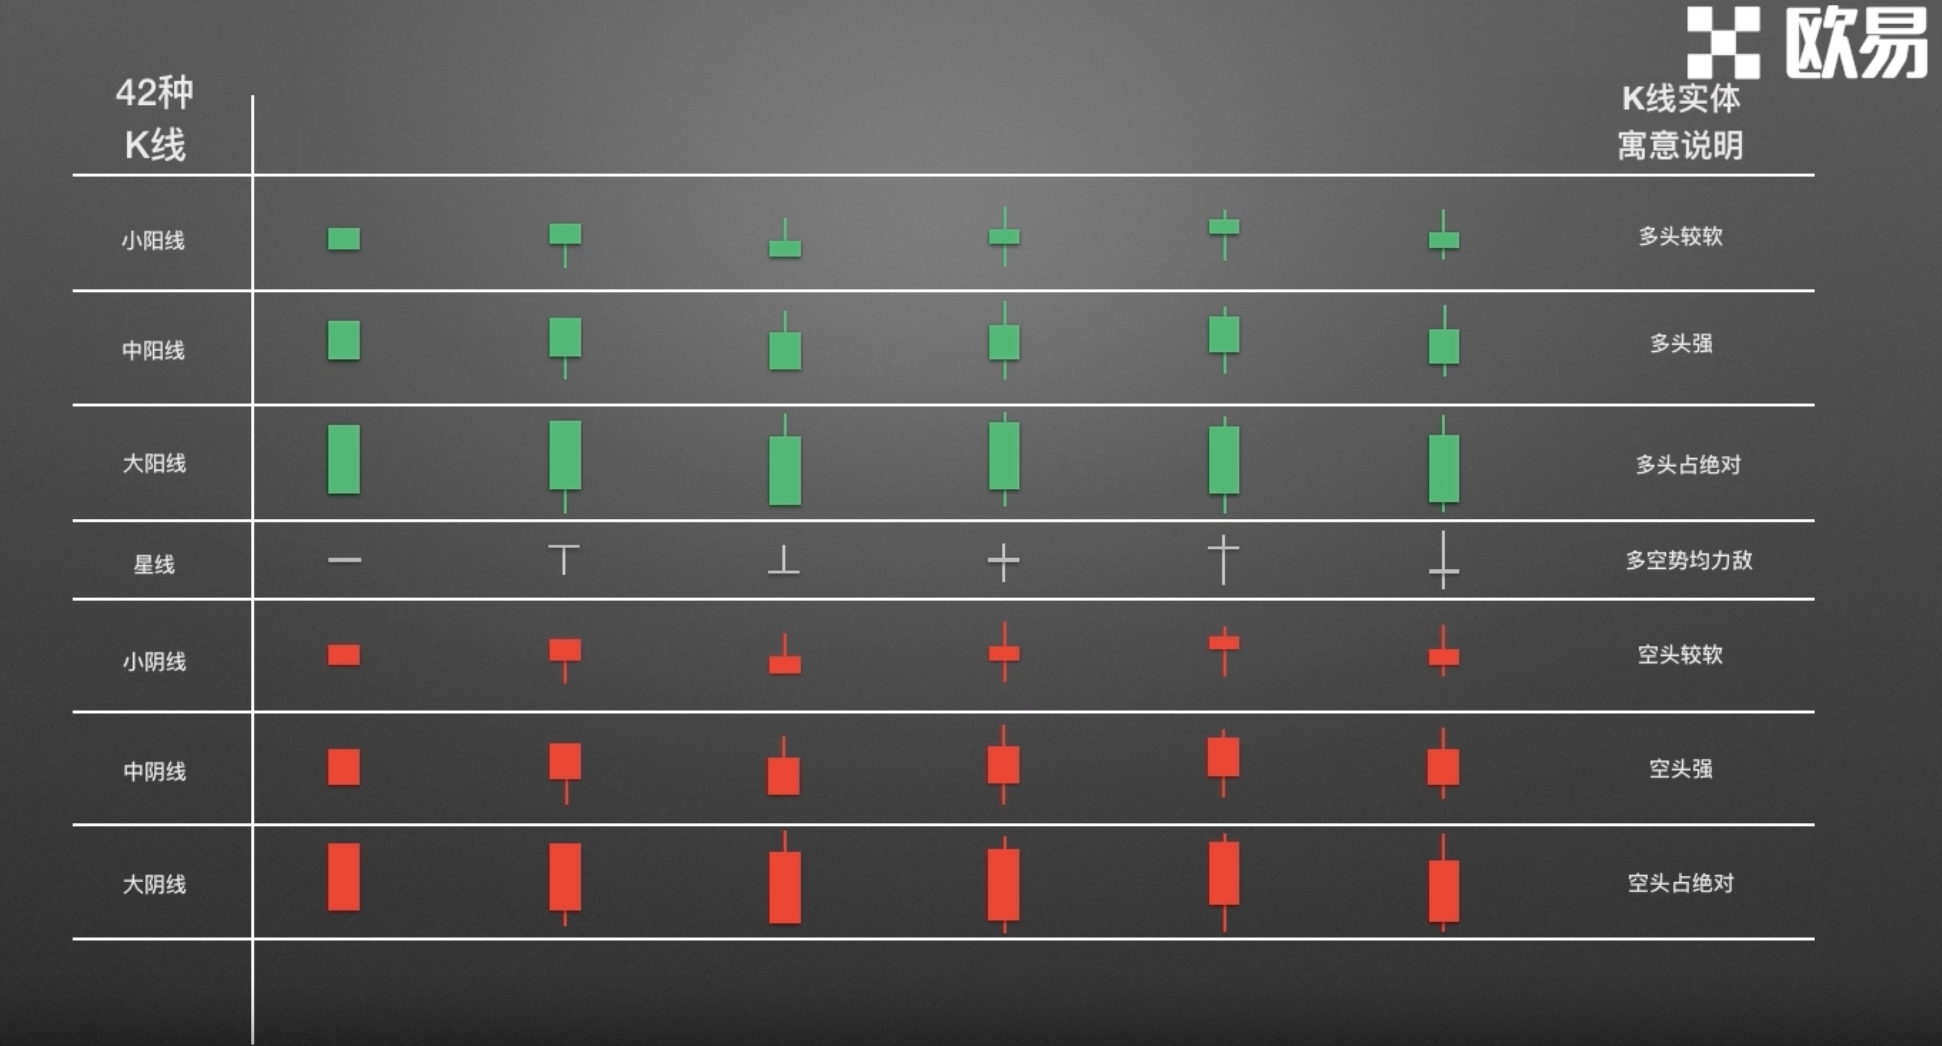 欧易
42种
K线
K线实体
寓意说明
小阳线
多头较软
中阳线
多头强
大阳线
多头占绝对
星线
多空势均力敌
小阴线
空头较软
中阴线
空头强
大阴线
空头占绝对